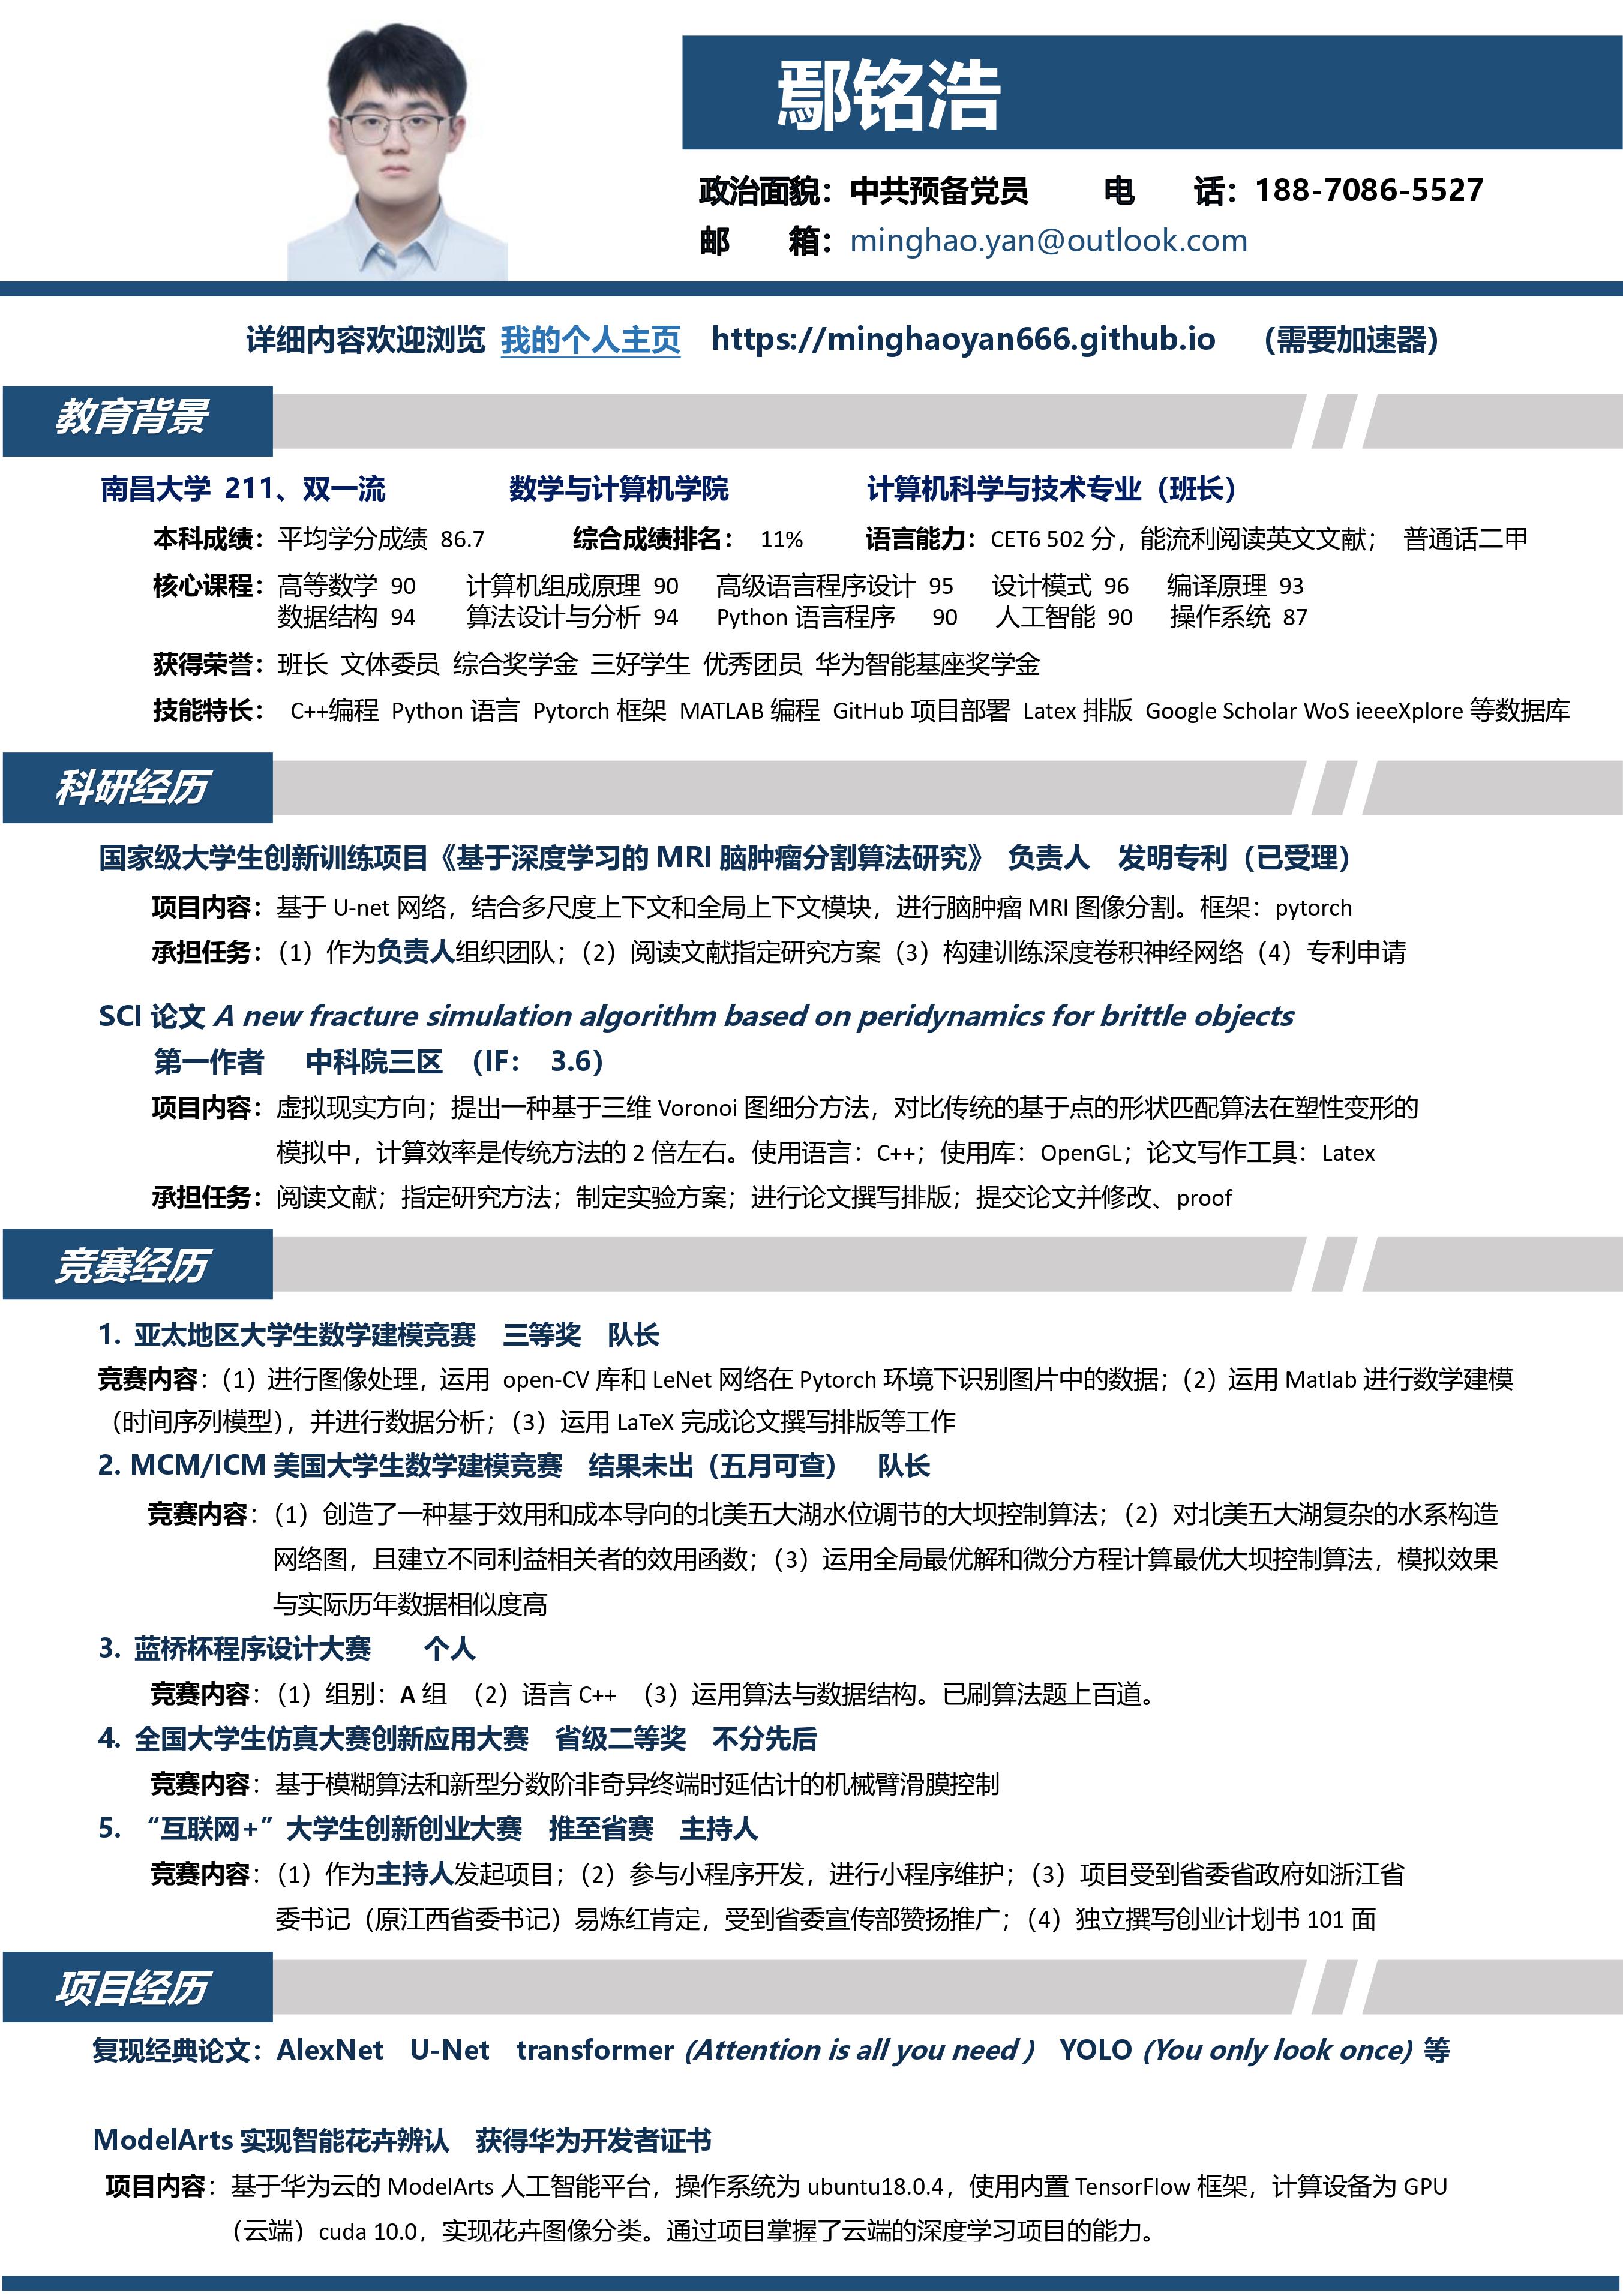 鄢铭浩
政治面貌：中共预备党员 电 话：188-7086-5527
邮 箱：minghao.yan@outlook.com
详细内容欢迎浏览 我的个人主页 https://minghaoyan666.github.io （需要加速器）
教育背景
南昌大学 211、双一流 数学与计算机学院 计算机科学与技术专业（班长）
本科成绩：平均学分成绩 86.7 综合成绩排名： 11% 语言能力：CET6 502 分，能流利阅读英文文献； 普通话二甲
核心课程：高等数学 90 计算机组成原理 90 高级语言程序设计 95 设计模式 96 编译原理 93
数据结构 94 算法设计与分析 94 Python 语言程序 90 人工智能 90 操作系统 87
获得荣誉：班长 文体委员 综合奖学金 三好学生 优秀团员 华为智能基座奖学金
技能特长： C++编程 Python 语言 Pytorch 框架 MATLAB 编程 GitHub 项目部署 Latex 排版 Google Scholar WoS ieeeXplore 等数据库
科研经历
国家级大学生创新训练项目《基于深度学习的 MRI 脑肿瘤分割算法研究》 负责人 发明专利（已受理）
项目内容：基于 U-net 网络，结合多尺度上下文和全局上下文模块，进行脑肿瘤 MRI 图像分割。框架：pytorch
承担任务：（1）作为负责人组织团队；（2）阅读文献指定研究方案（3）构建训练深度卷积神经网络（4）专利申请
SCI 论文 A new fracture simulation algorithm based on peridynamics for brittle objects
第一作者 中科院三区 （IF： 3.6）
项目内容：虚拟现实方向；提出一种基于三维 Voronoi 图细分方法，对比传统的基于点的形状匹配算法在塑性变形的
模拟中，计算效率是传统方法的 2 倍左右。使用语言：C++；使用库：OpenGL；论文写作工具：Latex
承担任务：阅读文献；指定研究方法；制定实验方案；进行论文撰写排版；提交论文并修改、proof
竞赛经历
1. 亚太地区大学生数学建模竞赛 三等奖 队长
竞赛内容：（1）进行图像处理，运用 open-CV 库和 LeNet 网络在 Pytorch 环境下识别图片中的数据；（2）运用 Matlab 进行数学建模
（时间序列模型），并进行数据分析；（3）运用 LaTeX 完成论文撰写排版等工作
2. MCM/ICM 美国大学生数学建模竞赛 结果未出（五月可查） 队长
竞赛内容：（1）创造了一种基于效用和成本导向的北美五大湖水位调节的大坝控制算法；（2）对北美五大湖复杂的水系构造
网络图，且建立不同利益相关者的效用函数；（3）运用全局最优解和微分方程计算最优大坝控制算法，模拟效果
与实际历年数据相似度高
3. 蓝桥杯程序设计大赛 个人
竞赛内容：（1）组别：A 组 （2）语言 C++ （3）运用算法与数据结构。已刷算法题上百道。
4. 全国大学生仿真大赛创新应用大赛 省级二等奖 不分先后
竞赛内容：基于模糊算法和新型分数阶非奇异终端时延估计的机械臂滑膜控制
5. “互联网+”大学生创新创业大赛 推至省赛 主持人
竞赛内容：（1）作为主持人发起项目；（2）参与小程序开发，进行小程序维护；（3）项目受到省委省政府如浙江省
委书记（原江西省委书记）易炼红肯定，受到省委宣传部赞扬推广；（4）独立撰写创业计划书 101 面
项目经历
复现经典论文：AlexNet U-Net transformer (Attention is all you need ) YOLO (You only look once) 等
ModelArts 实现智能花卉辨认 获得华为开发者证书
项目内容：基于华为云的 ModelArts 人工智能平台，操作系统为 ubuntu18.0.4，使用内置 TensorFlow 框架，计算设备为 GPU
（云端）cuda 10.0，实现花卉图像分类。通过项目掌握了云端的深度学习项目的能力。